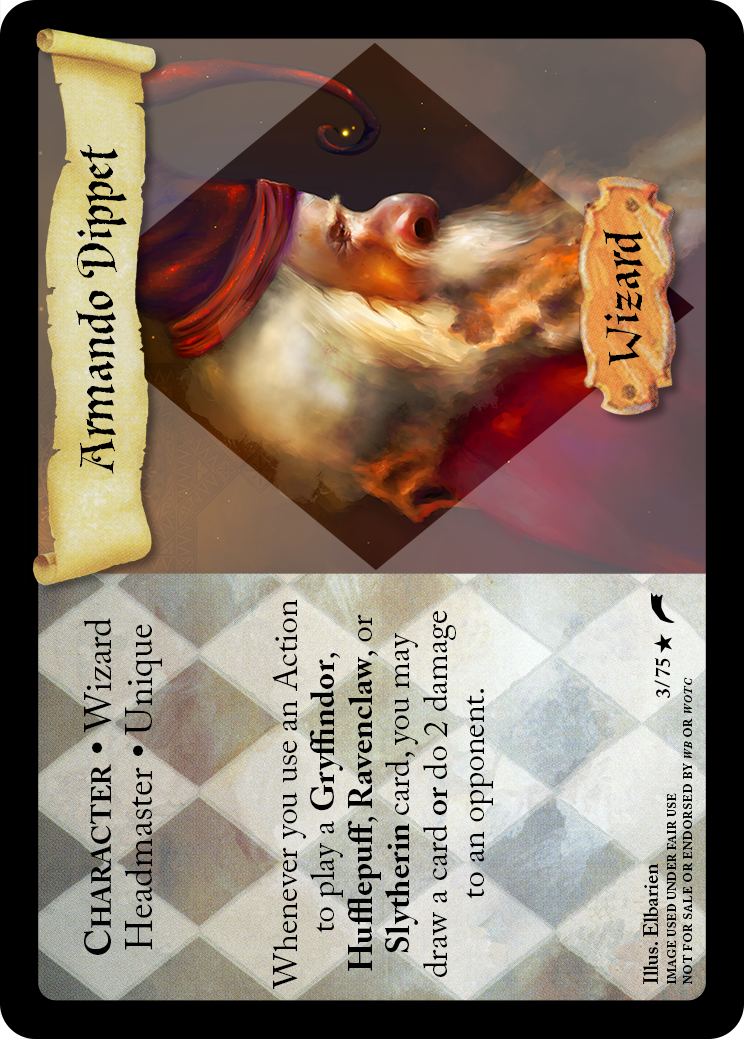 Armando Dippet
Wizard
CHARACTER • Wizard
Headmaster • Unique
Whenever you use an Action
to play a Gryffindor,
Hufflepuff, Ravenclaw, or
Slytherin card, you may
draw a card or do 2 damage
to an opponent.
Illus. Elbarien
IMAGE USED UNDER FAIR USE
3/75 ★
NOT FOR SALE OR ENDORSED BY WB OR WOTC